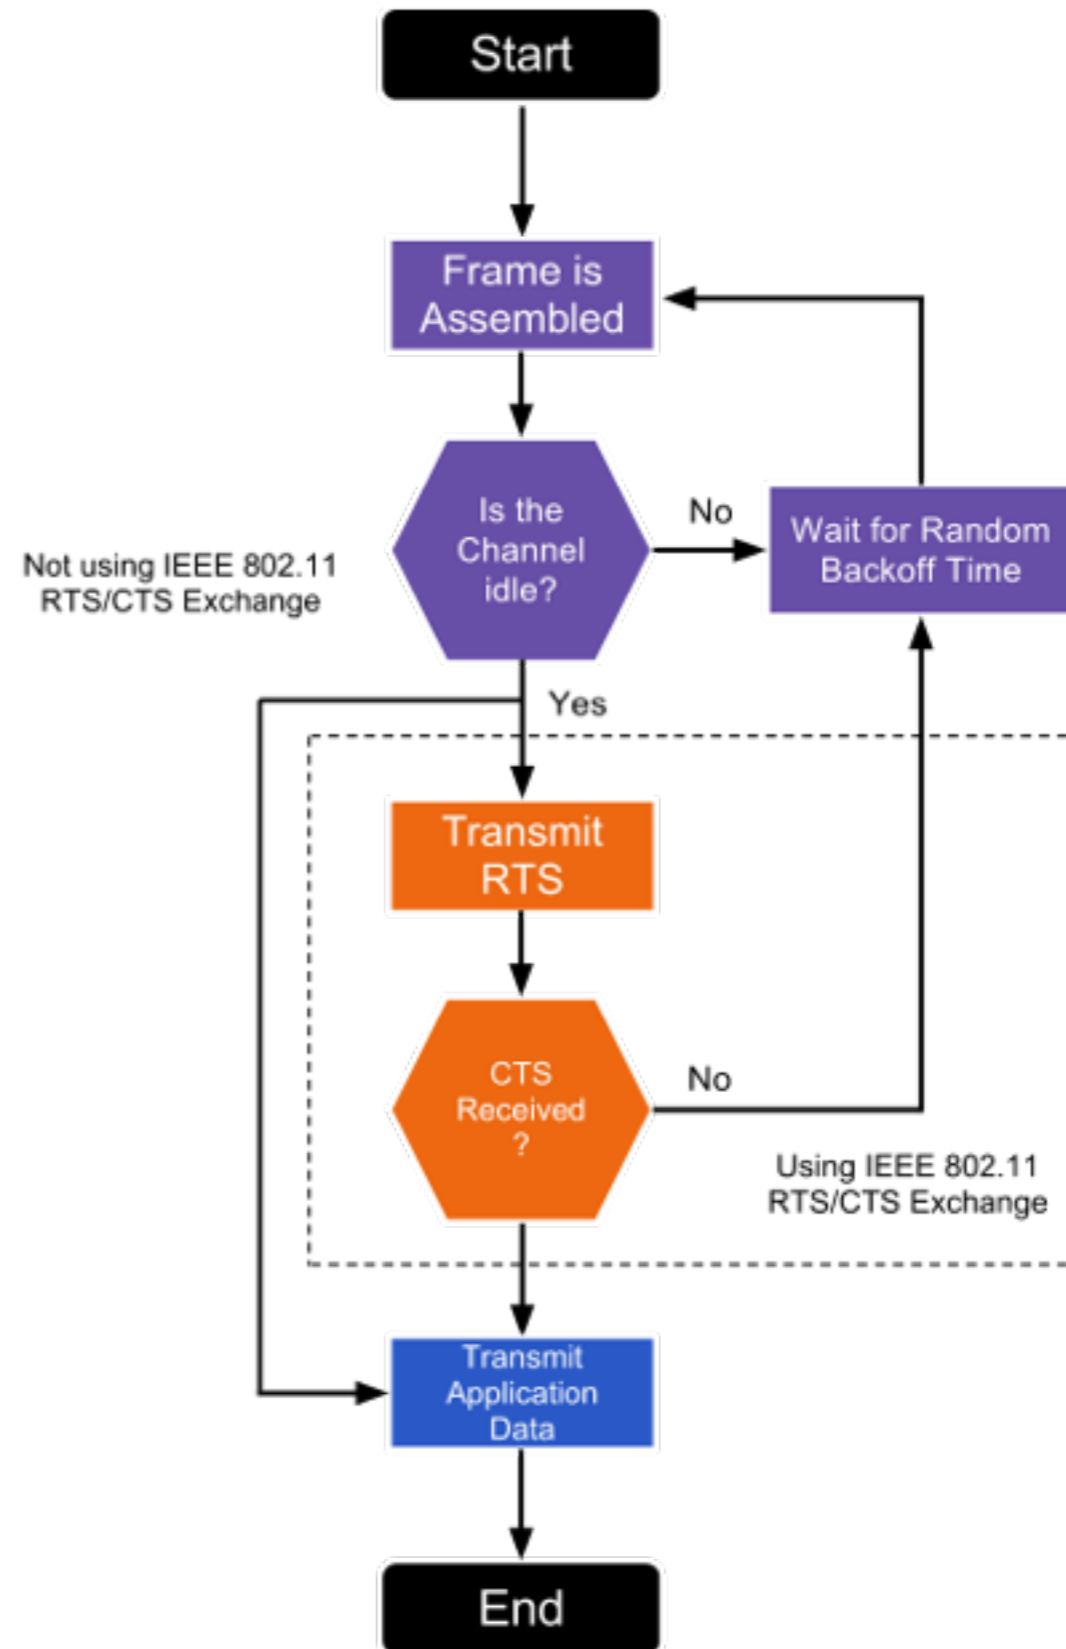 Start
Frame is
Assembled
Is the
Channel
idle?
No
Wait for Random
Backoff Time
Not using IEEE 802.11
RTS/CTS Exchange
Yes
Transmit
RTS
CTS
Received
?
No
Using IEEE 802.11
RTS/CTS Exchange
Transmit
Application
Data
End